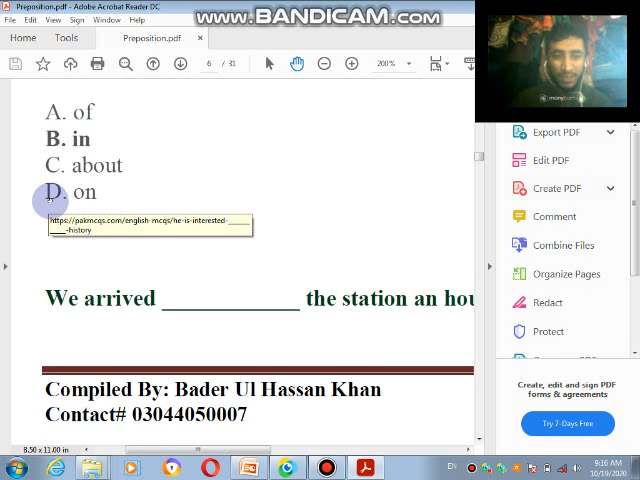 www.BANDICAM.com
Preposition.pdf - Adobe Acrobat Reader DC
File Edit View Sign Window Help
Home Tools Preposition.pdf ×
6 / 31 200%
A. of
B. in
C. about
D. on
https://pakmcqs.com/english-mcqs/he-is-interested-______
____-history
We arrived ____________ the station an hou
Compiled By: Bader Ul Hassan Khan
Contact# 03044050007
8.50 x 11.00 in
manycam
Export PDF
Edit PDF
Create PDF
Comment
Combine Files
Organize Pages
Redact
Protect
Create, edit and sign PDF
forms & agreements
Try 7-Days Free
EN
9:16 AM
10/19/2020